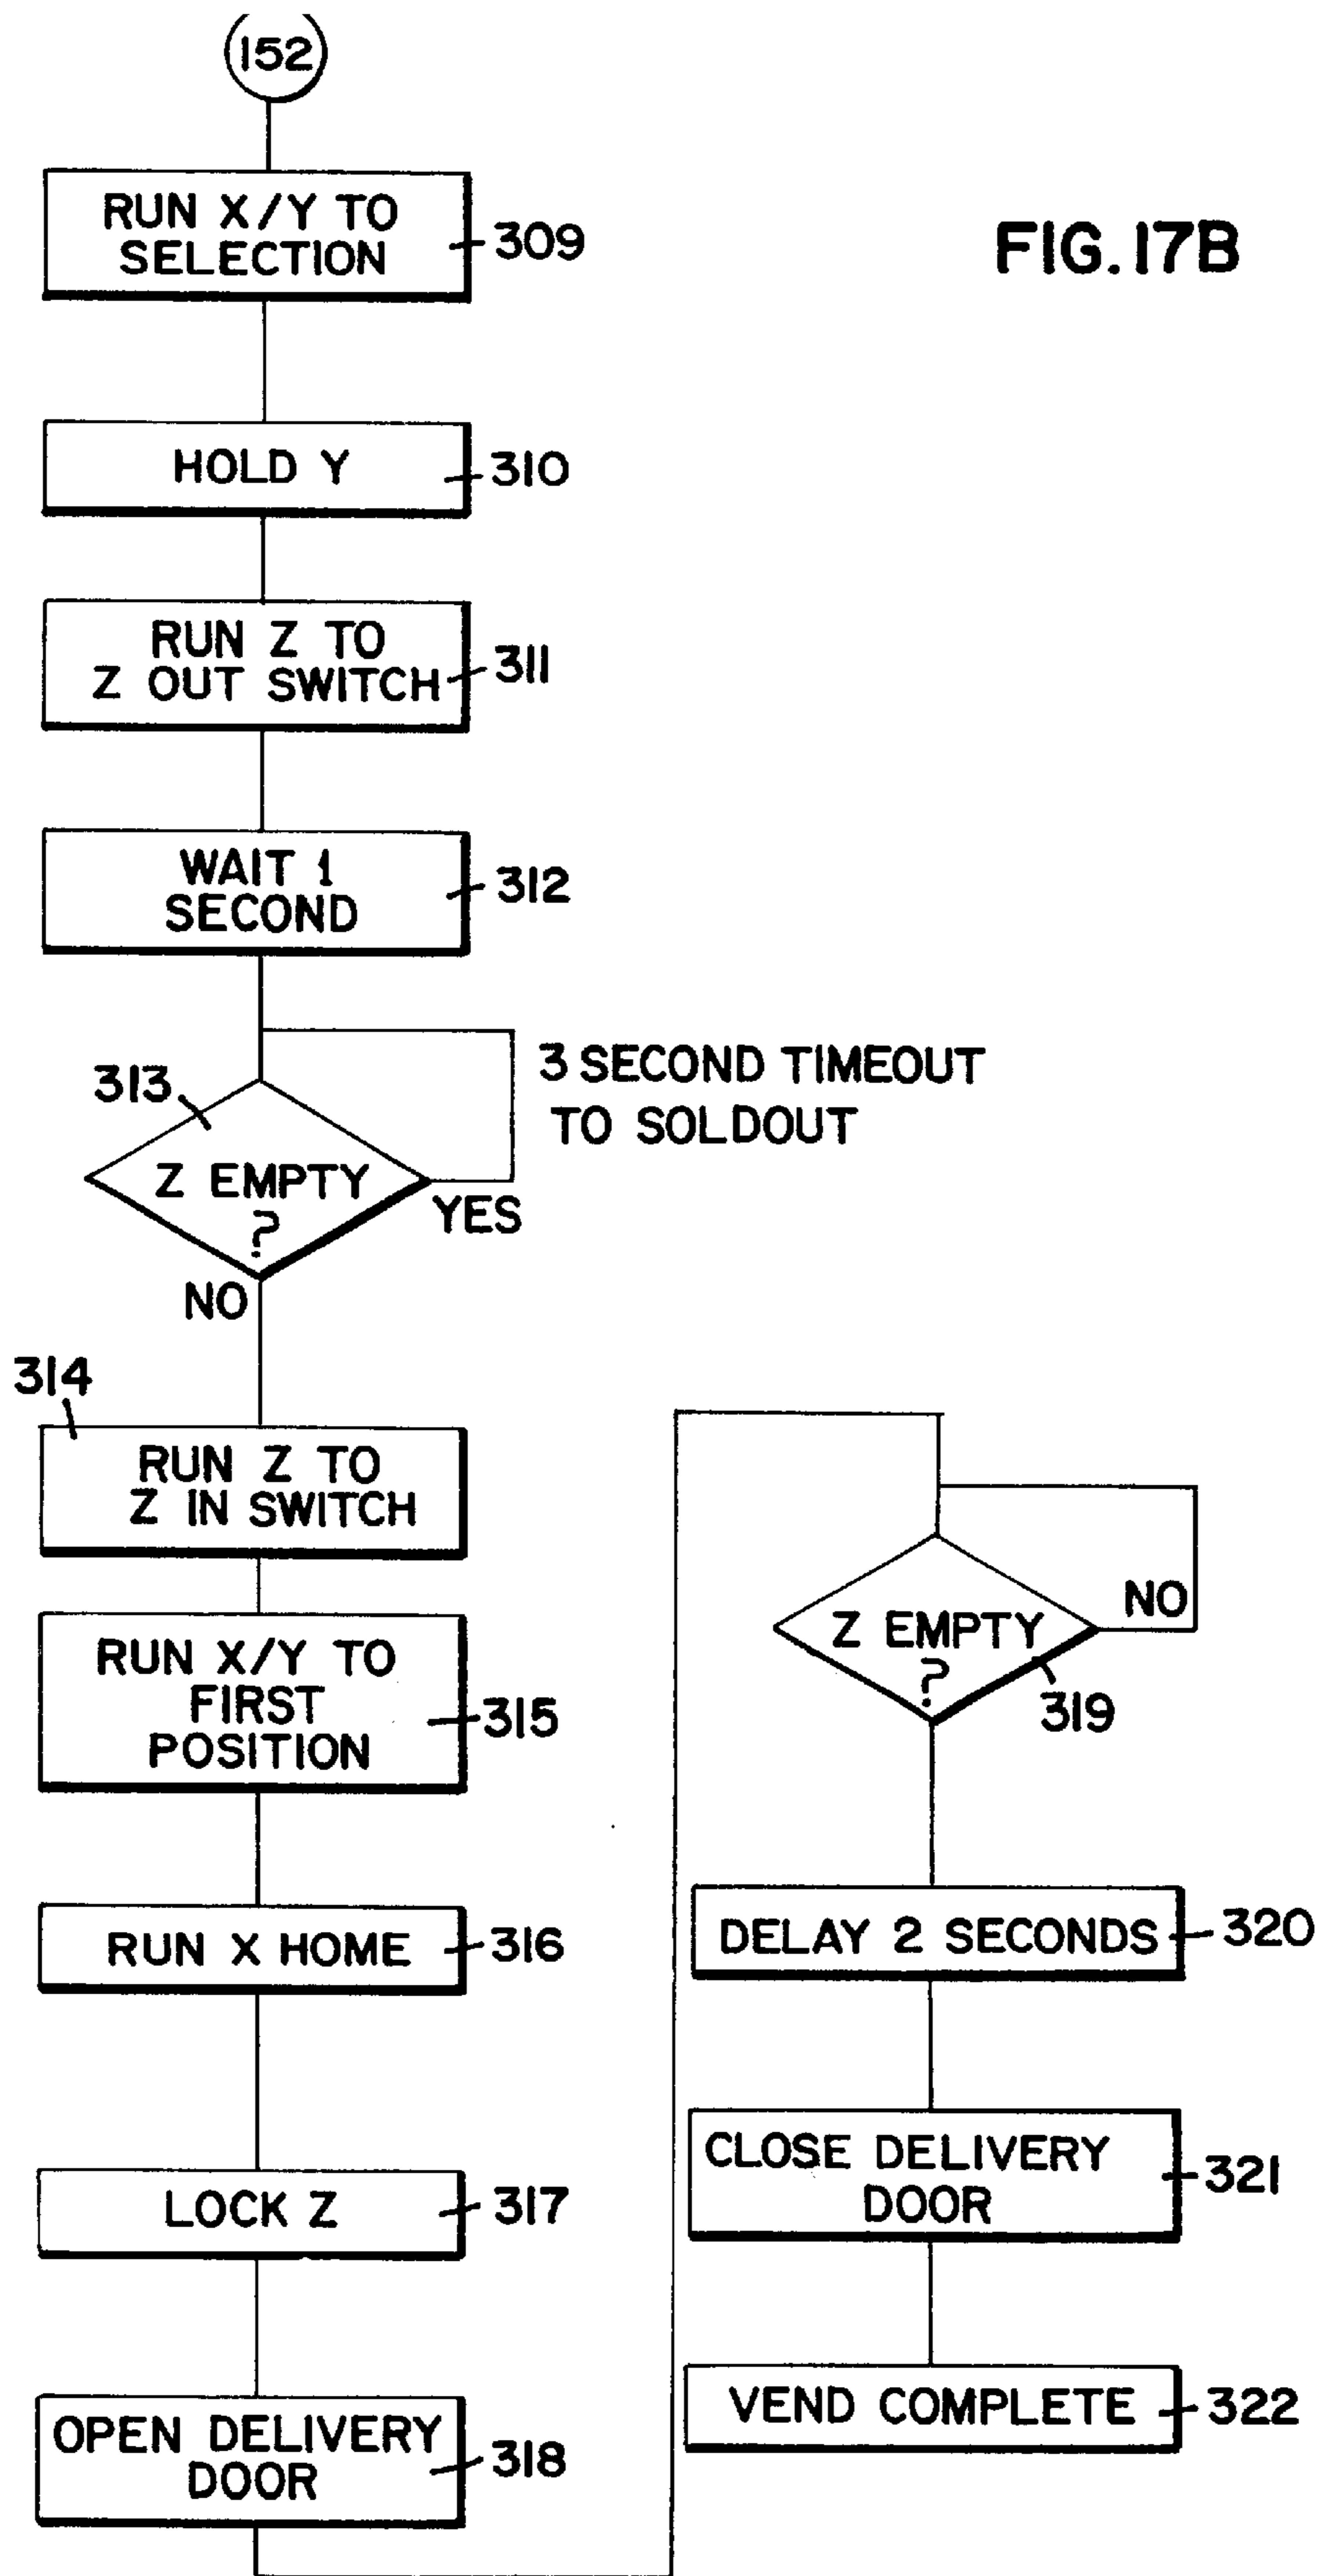 152
RUN X/Y TO
SELECTION
309
FIG. 17B
HOLD Y
310
RUN Z TO
Z OUT SWITCH
311
WAIT 1
SECOND
312
3 SECOND TIMEOUT
TO SOLDOUT
313
Z EMPTY
?
YES
NO
314
RUN Z TO
Z IN SWITCH
RUN X/Y TO
FIRST
POSITION
315
RUN X HOME
316
LOCK Z
317
OPEN DELIVERY
DOOR
318
Z EMPTY
?
NO
319
DELAY 2 SECONDS
320
CLOSE DELIVERY
DOOR
321
VEND COMPLETE
322